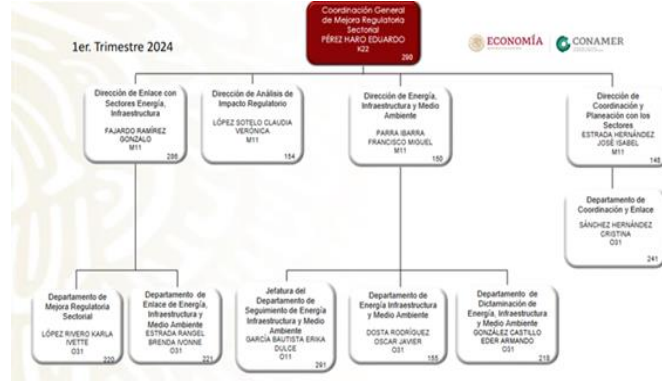 Coordinación General
de Mejora Regulatoria
Sectorial
PÉREZ HARO EDUARDO
K22
290
1er. Trimestre 2024
ECONOMÍA
CONAMER
Dirección de Enlace con
Sectores Energía,
Infraestructura
FAJARDO RAMÍREZ
GONZALO
M11
286
Dirección de Análisis de
Impacto Regulatorio
LÓPEZ SOTELO CLAUDIA
VERÓNICA
M11
184
Dirección de Energía,
Infraestructura y Medio
Ambiente
PARRA IBARRA
FRANCISCO MIGUEL
M11
150
Dirección de
Coordinación y
Planeación con los
Sectores
ESTRADA HERNÁNDEZ
JOSÉ ISABEL
M11
148
Departamento de
Coordinación y Enlace
SÁNCHEZ HERNÁNDEZ
CRISTINA
O31
241
Departamento de
Mejora Regulatoria
Sectorial
LÓPEZ RIVERO KARLA
IVETTE
O31
220
Departamento de
Enlace de Energía,
Infraestructura y
Medio Ambiente
ESTRADA RANGEL
BRENDA IVONNE
O31
221
Jefatura del
Departamento de
Seguimiento de Energía
Infraestructura y Medio
Ambiente
GARCÍA BAUTISTA ERIKA
DULCE
O11
291
Departamento de
Energía Infraestructura
y Medio Ambiente
DOSTA RODRÍGUEZ
OSCAR JAVIER
O31
Departamento de
Dictaminación de
Energía, Infraestructura
y Medio Ambiente
GONZÁLEZ CASTILLO
EDER ARMANDO
O31